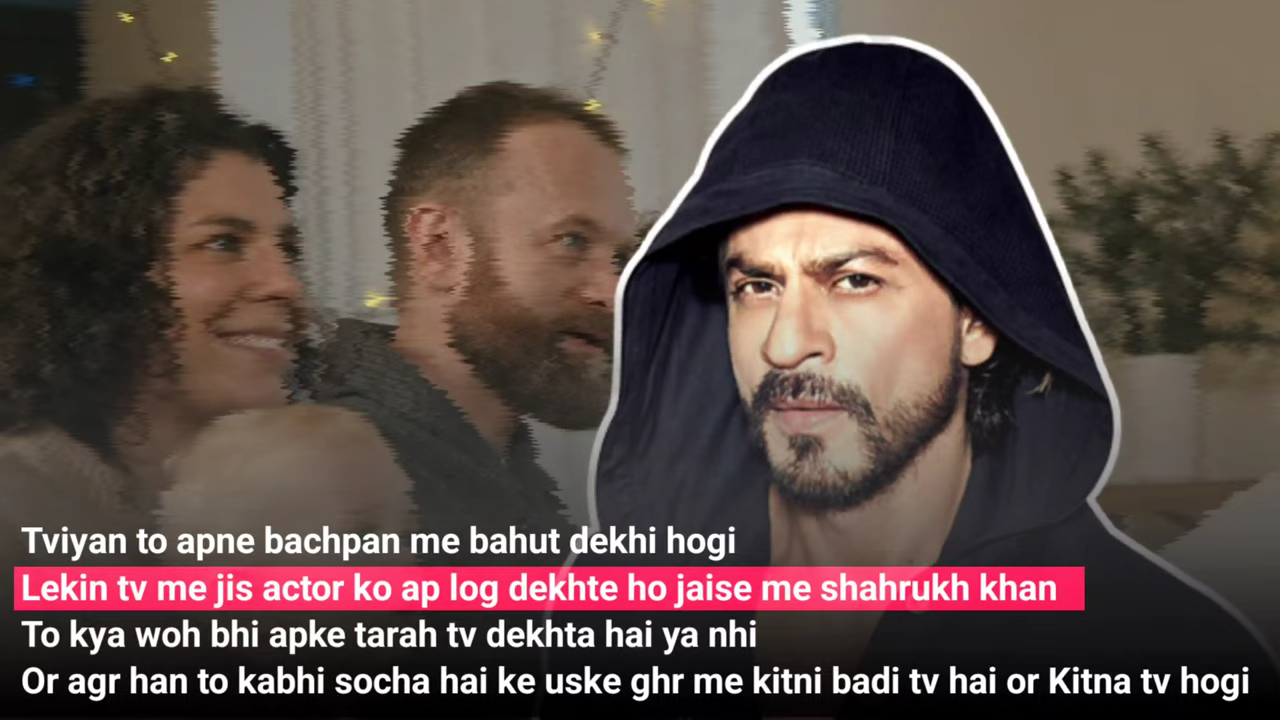 Tviyan to apne bachpan me bahut dekhi hogi
Lekin tv me jis actor ko ap log dekhte ho jaise me shahrukh khan
To kya woh bhi apke tarah tv dekhta hai ya nhi
Or agr han to kabhi socha hai ke uske ghr me kitni badi tv hai or Kitna tv hogi